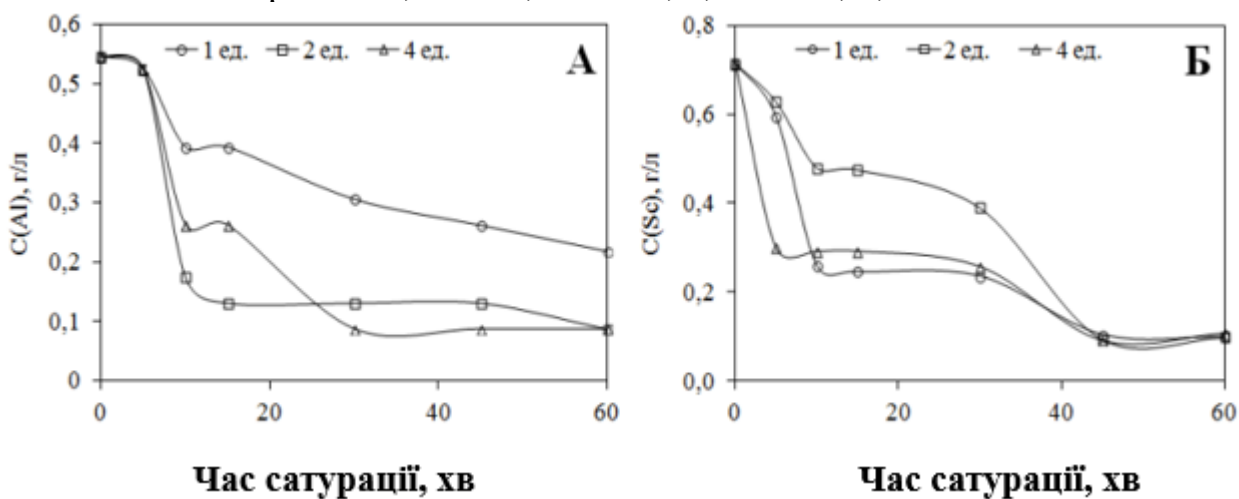 0,6
0,5
0,4
0,3
0,2
0,1
0
C(Al), г/л
1 ед. 2 ед. 4 ед.
А
0 20 40 60
Час сатурації, хв
0,8
0,6
0,4
0,2
0,0
C(Sc), г/л
1 ед. 2 ед. 4 ед.
Б
0 20 40 60
Час сатурації, хв